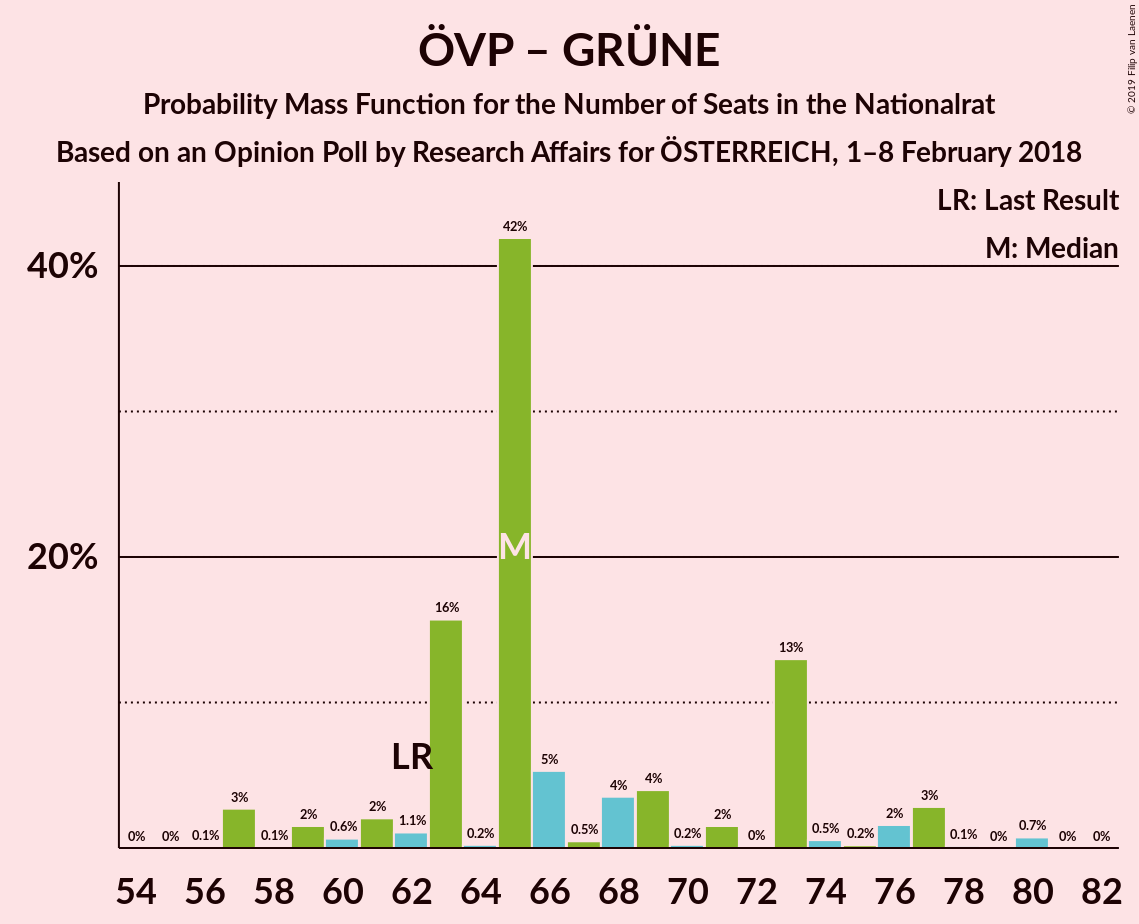 ÖVP – GRÜNE
Probability Mass Function for the Number of Seats in the Nationalrat
Based on an Opinion Poll by Research Affairs for ÖSTERREICH, 1–8 February 2018
© 2019 Filip van Laenen
LR: Last Result
M: Median
40%
20%
0% 0% 0.1% 3% 0.1% 2% 0.6% 2% 1.1% 16% 0.2% 42% 5% 0.5% 4% 4% 0.2% 2% 0% 13% 0.5% 0.2% 2% 3% 0.1% 0% 0.7% 0% 0%
LR
M
54 56 58 60 62 64 66 68 70 72 74 76 78 80 82